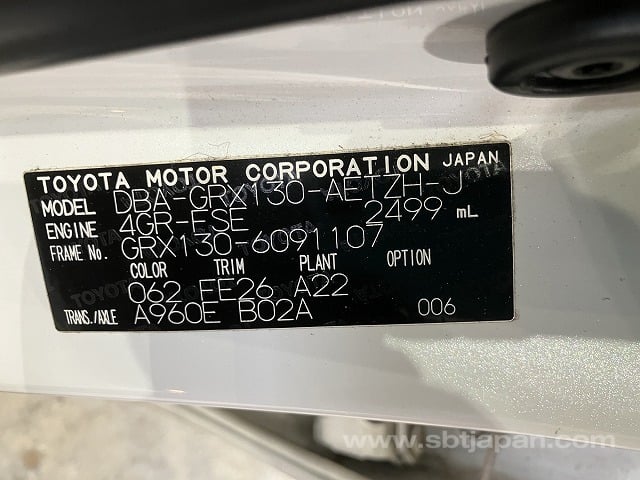 TOYOTA MOTOR CORPORATION JAPAN
MODEL DBA-GRX130-AETZH-J
ENGINE 4GR-FSE 2499 mL
FRAME No. GRX130-6091107
COLOR TRIM PLANT OPTION
062 FE26 A22
TRANS./AXLE A960E B02A 006
www.sbtjapan.com